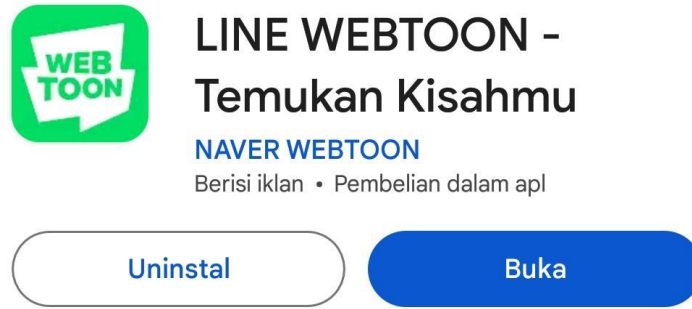 WEB
TOON
LINE WEBTOON -
Temukan Kisahmu
NAVER WEBTOON
Berisi iklan • Pembelian dalam apl
Uninstal
Buka